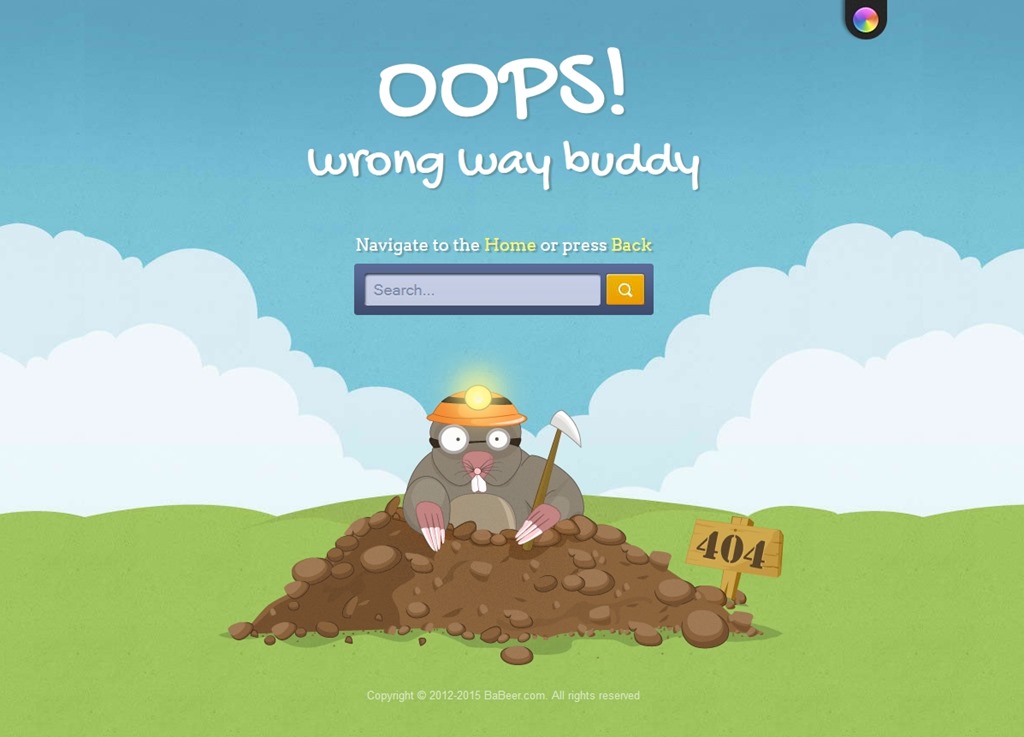 OOPS!
wrong way buddy
Navigate to the Home or press Back
Search...
404
Copyright © 2012-2015 BaBeer.com. All rights reserved